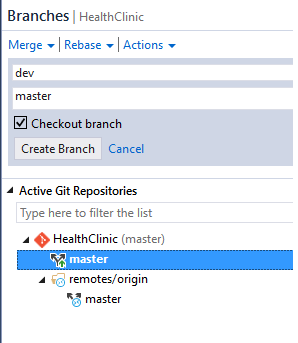 Branches | HealthClinic
Merge | Rebase | Actions
dev
master
Checkout branch
Create Branch Cancel
Active Git Repositories
Type here to filter the list
HealthClinic (master)
master
remotes/origin
master